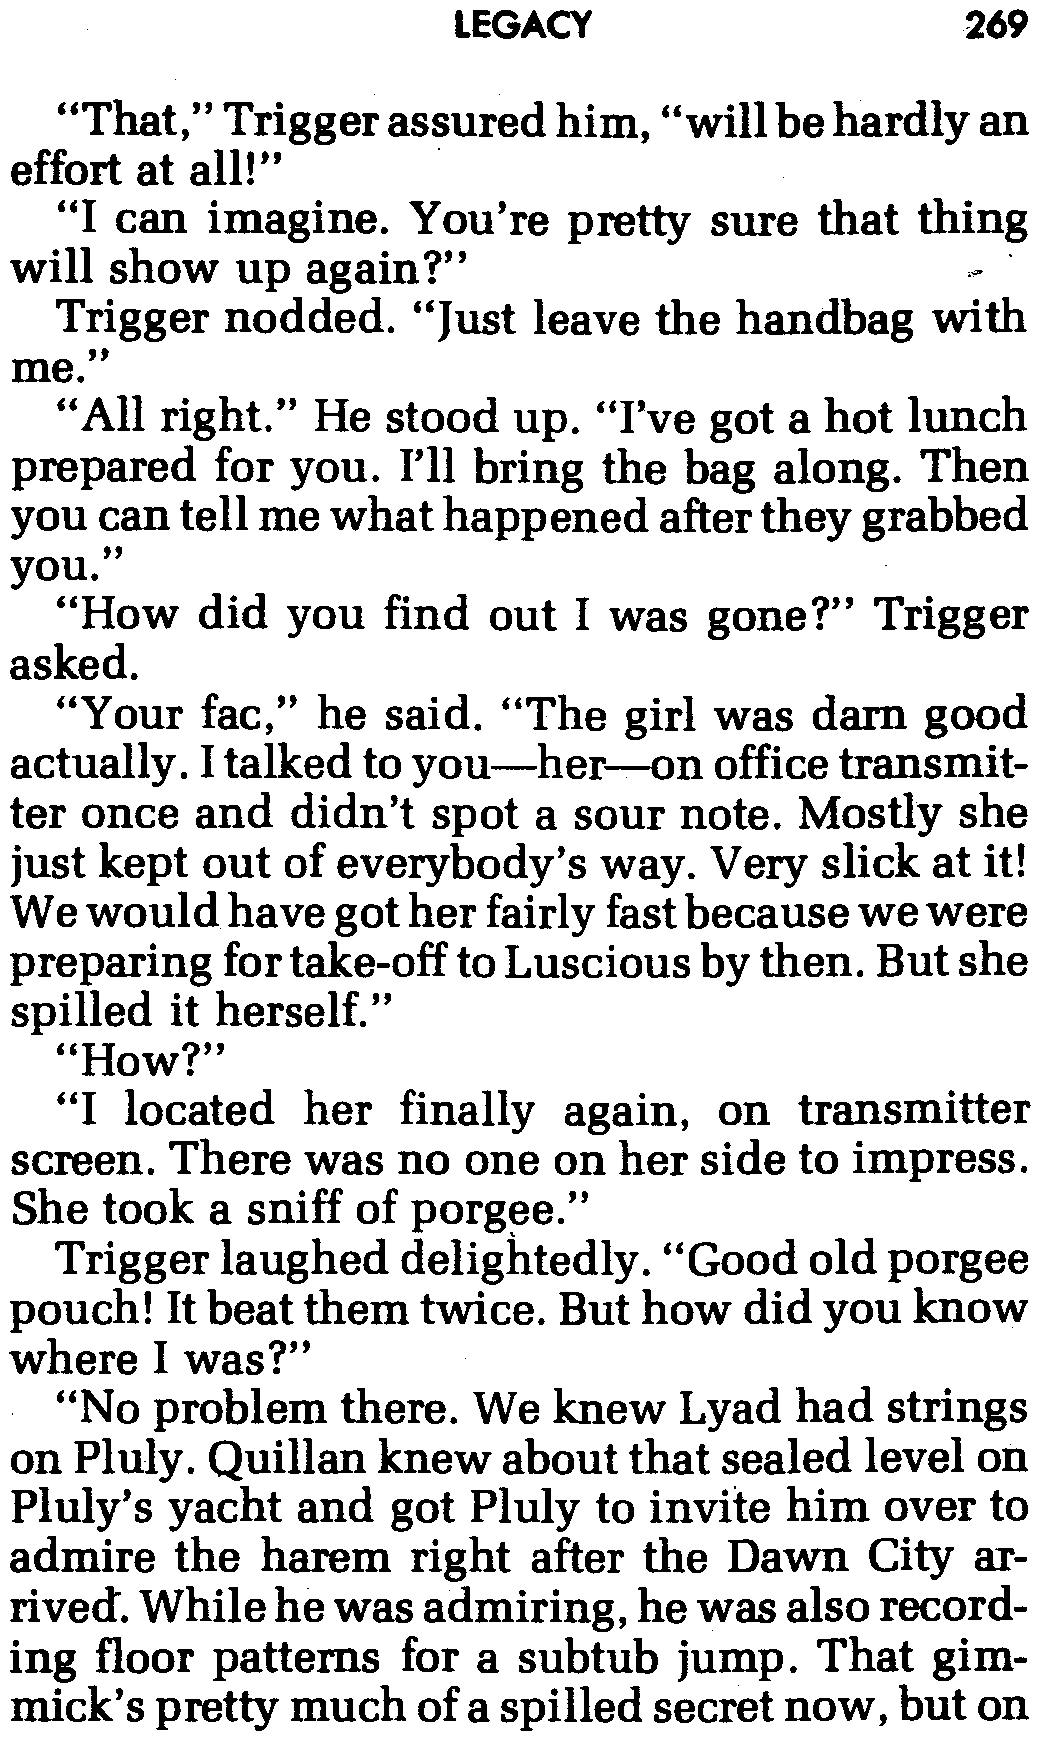 LEGACY 269
“That,” Trigger assured him, “will be hardly an
effort at all!”
“I can imagine. You're pretty sure that thing
will show up again?”
Trigger nodded. “Just leave the handbag with
me.”
“All right.” He stood up. “I've got a hot lunch
prepared for you. I'll bring the bag along. Then
you can tell me what happened after they grabbed
you.”
“How did you find out I was gone?” Trigger
asked.
“Your fac,” he said. “The girl was darn good
actually. I talked to you—her—on office transmit-
ter once and didn't spot a sour note. Mostly she
just kept out of everybody's way. Very slick at it!
We would have got her fairly fast because we were
preparing for take-off to Luscious by then. But she
spilled it herself.”
“How?”
“I located her finally again, on transmitter
screen. There was no one on her side to impress.
She took a sniff of porgee.”
Trigger laughed delightedly. “Good old porgee
pouch! It beat them twice. But how did you know
where I was?”
“No problem there. We knew Lyad had strings
on Pluly. Quillan knew about that sealed level on
Pluly's yacht and got Pluly to invite him over to
admire the harem right after the Dawn City ar-
rived. While he was admiring, he was also record-
ing floor patterns for a subtub jump. That gim-
mick's pretty much of a spilled secret now, but on